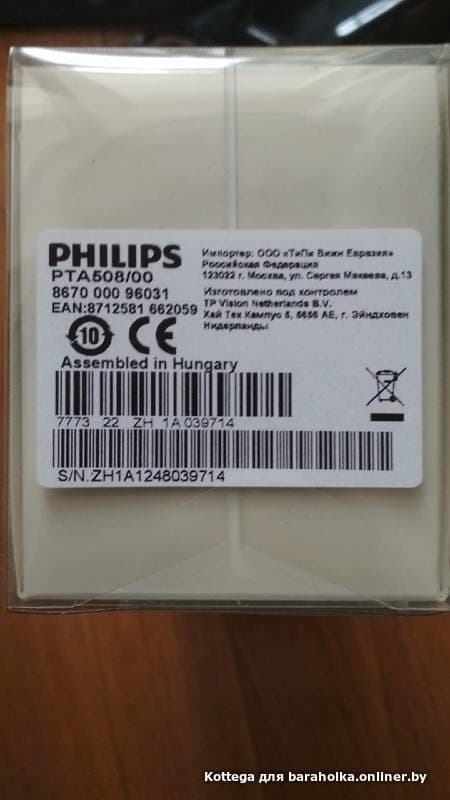 PHILIPS
PTA508/00
8670 000 96031
EAN:8712581 662059
10
CE
Импортер: ООО «ТиПи Вижн Евразия»
Российская Федерация
123022 г. Москва, ул. Сергея Макеева, д.13
Изготовлено под контролем
TP Vision Netherlands B.V.
Хай Тек Кампус 5, 5656 АЕ, г. Эйндховен
Нидерланды
Assembled in Hungary
7773 22 ZH 1A 039714
S/N.ZH1A1248039714
Kottega для baraholka.onliner.by